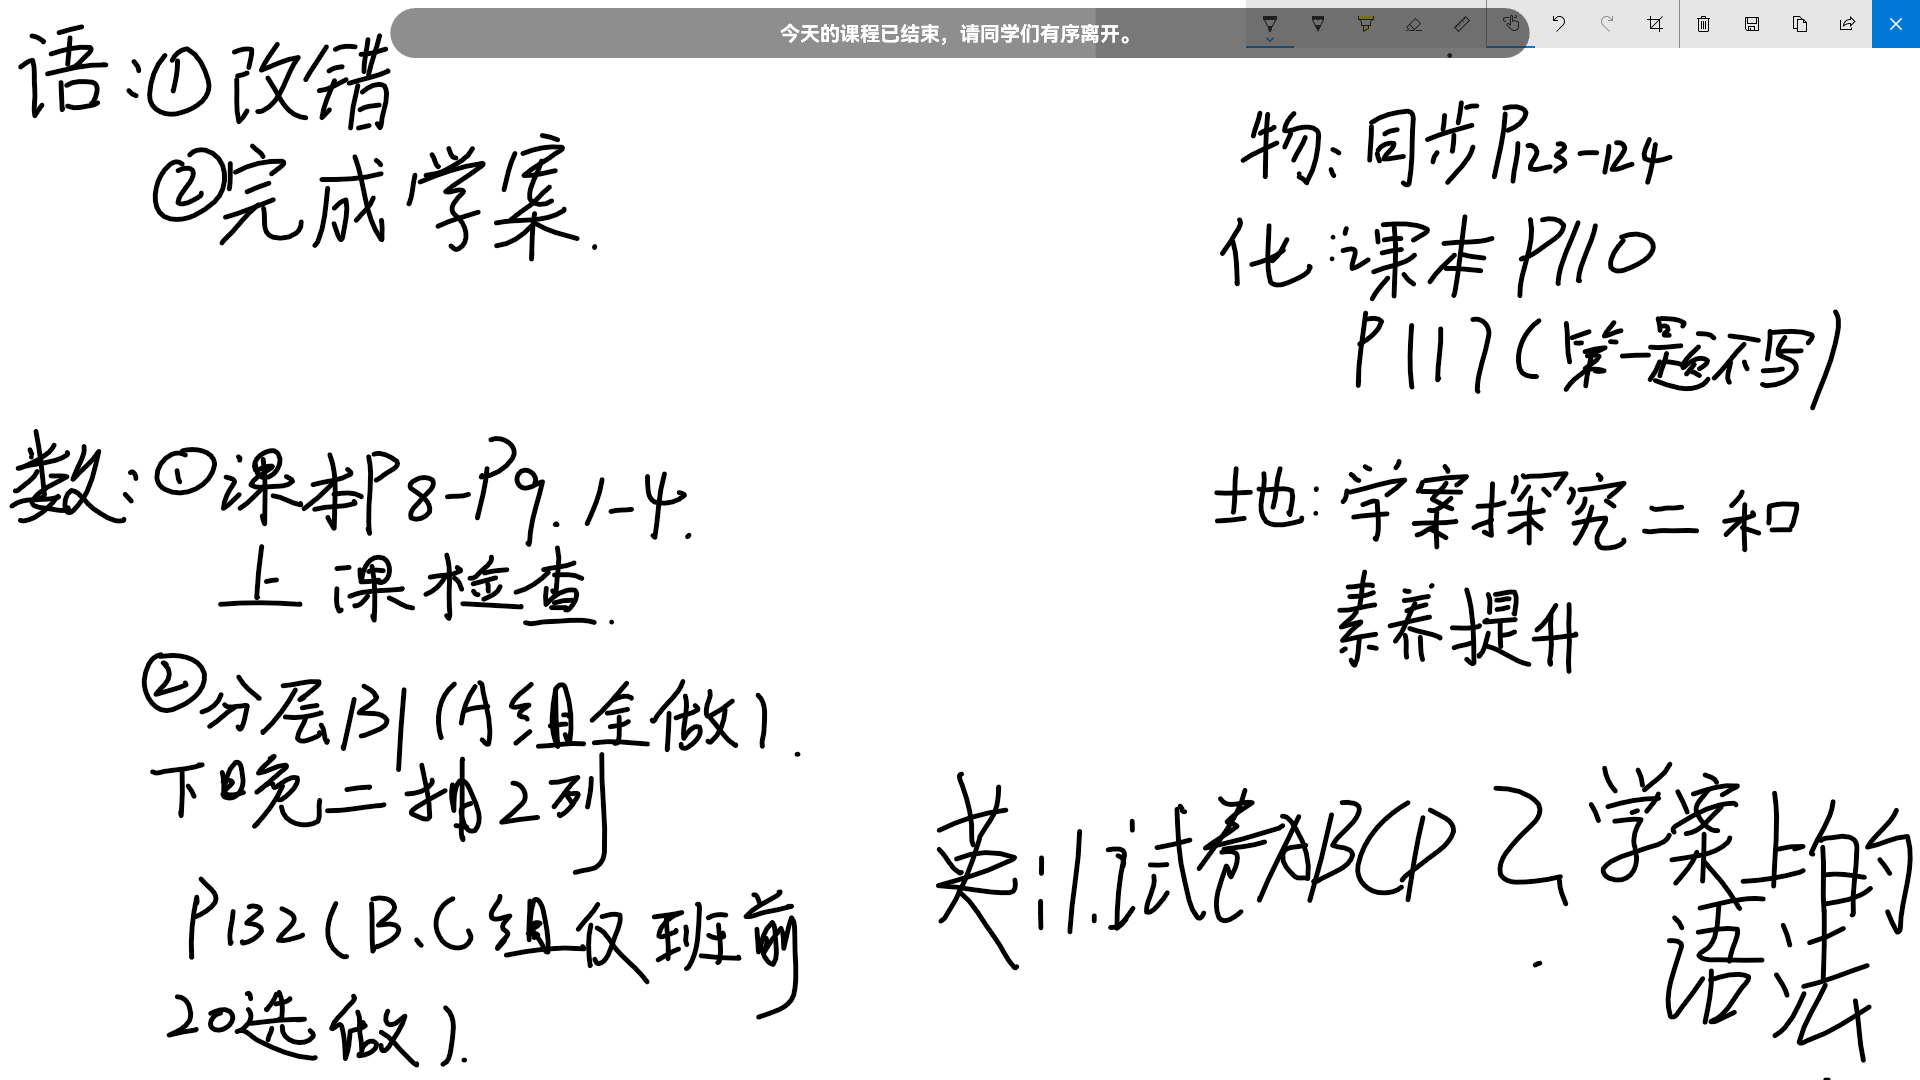 今天的课程已结束，请同学们有序离开。
语：①改错
②完成学案.
数：①课本P8-P9.1-4.
上课检查.
②分层B1(A组全做).
下日晚二抽2列
P132(B、C组仅班前
20选做).
物：同步P123-124
化：课本P110
P117(第一题不写)
地：学案探究二和
素养提升
英：1.试卷ABCD 2.学案上的
语法